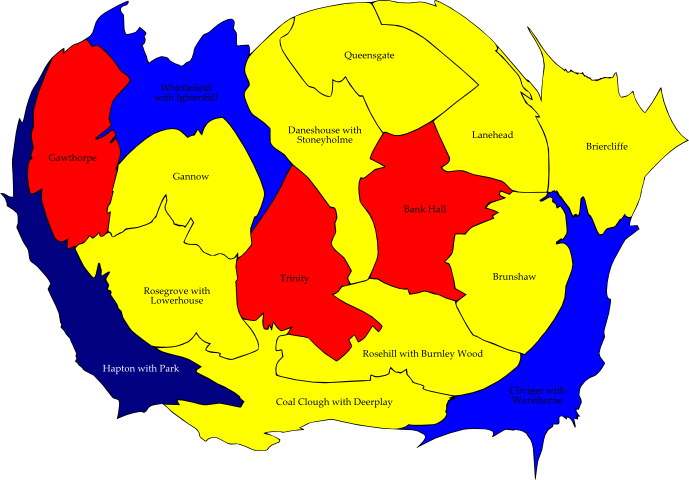 Queensgate
Whittlefield
with Ightenhill
Daneshouse with
Stoneyholme
Lanehead
Briercliffe
Gawthorpe
Gannow
Bank Hall
Trinity
Brunshaw
Rosegrove with
Lowerhouse
Rosehill with Burnley Wood
Hapton with Park
Cliviger with
Worsthorne
Coal Clough with Deerplay